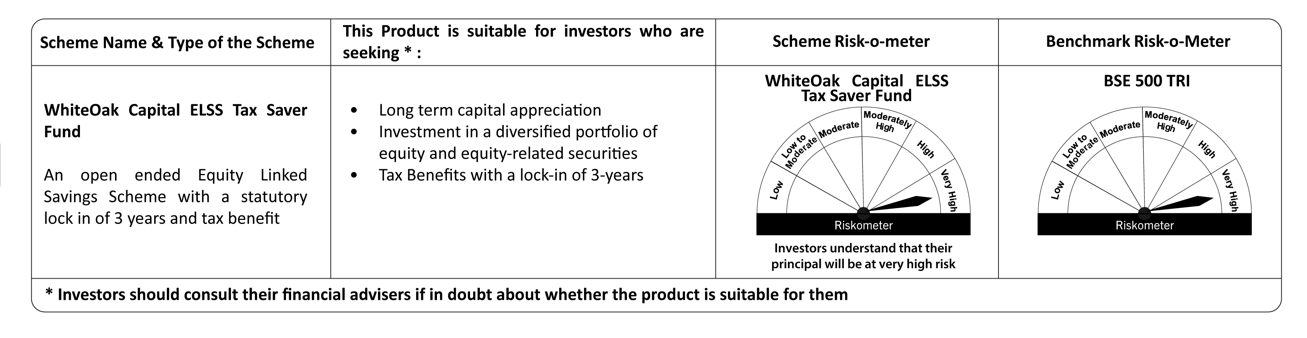 Scheme Name & Type of the Scheme
This Product is suitable for investors who are
seeking * :
Scheme Risk-o-meter
Benchmark Risk-o-Meter
WhiteOak Capital ELSS Tax Saver
Fund
An open ended Equity Linked
Savings Scheme with a statutory
lock in of 3 years and tax benefit
• Long term capital appreciation
• Investment in a diversified portfolio of
equity and equity-related securities
• Tax Benefits with a lock-in of 3-years
WhiteOak Capital ELSS
Tax Saver Fund
Low
Low to
Moderate
Moderate
Moderately
High
High
Very High
Riskometer
Investors understand that their
principal will be at very high risk
BSE 500 TRI
Low
Low to
Moderate
Moderate
Moderately
High
High
Very High
Riskometer
* Investors should consult their financial advisers if in doubt about whether the product is suitable for them